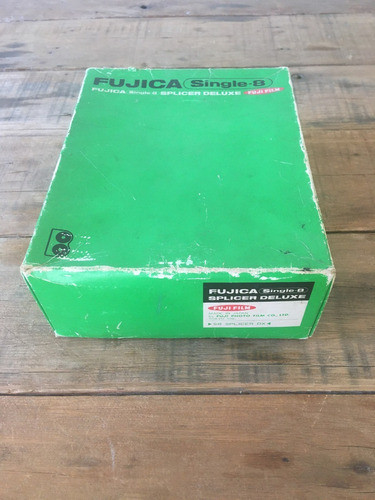 FUJICA Single-8
FUJICA Single-8 SPLICER DELUXE FUJI FILM
FUJICA Single-8
SPLICER DELUXE
FUJI FILM
FUJI PHOTO FILM CO., LTD.
SPLICER